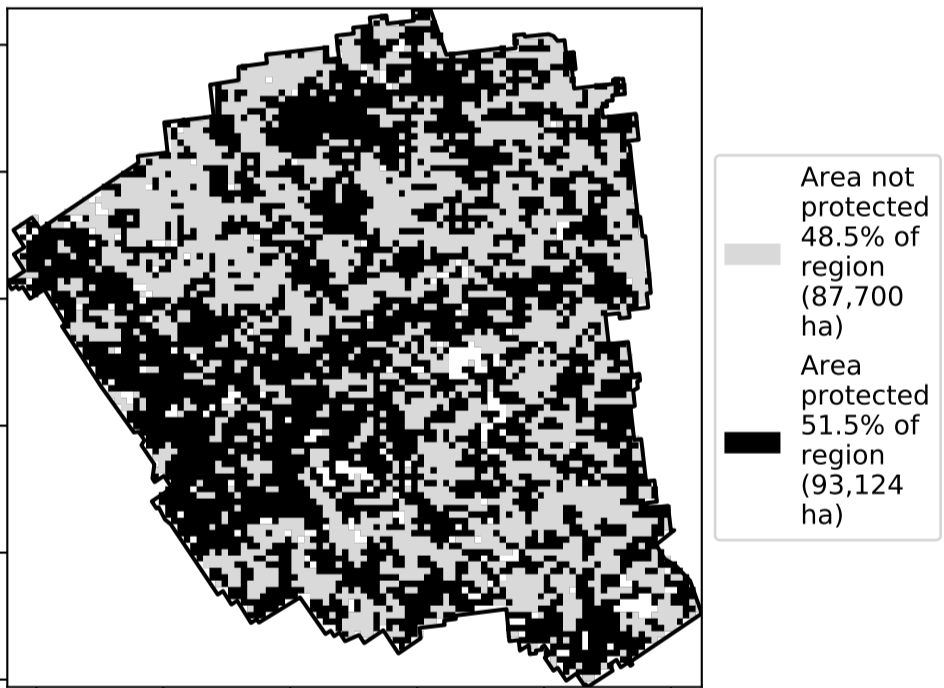 Area not
protected
48.5% of
region
(87,700
ha)
Area
protected
51.5% of
region
(93,124
ha)